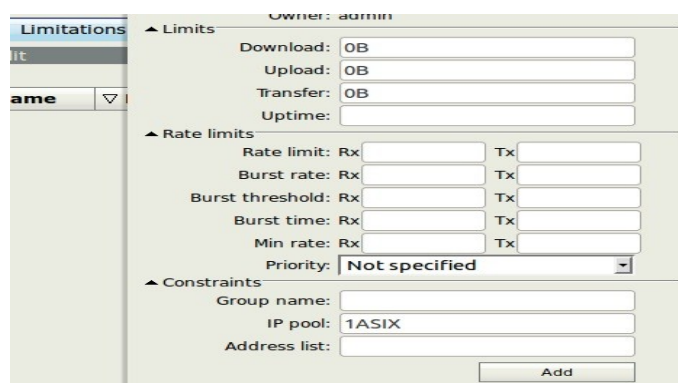 Owner: admin
Limitations
Limits
Download: 0B
Upload: 0B
Transfer: 0B
Uptime:
Rate limits
Rate limit: Rx Tx
Burst rate: Rx Tx
Burst threshold: Rx Tx
Burst time: Rx Tx
Min rate: Rx Tx
Priority: Not specified
Constraints
Group name:
IP pool: 1ASIX
Address list:
Add
ame